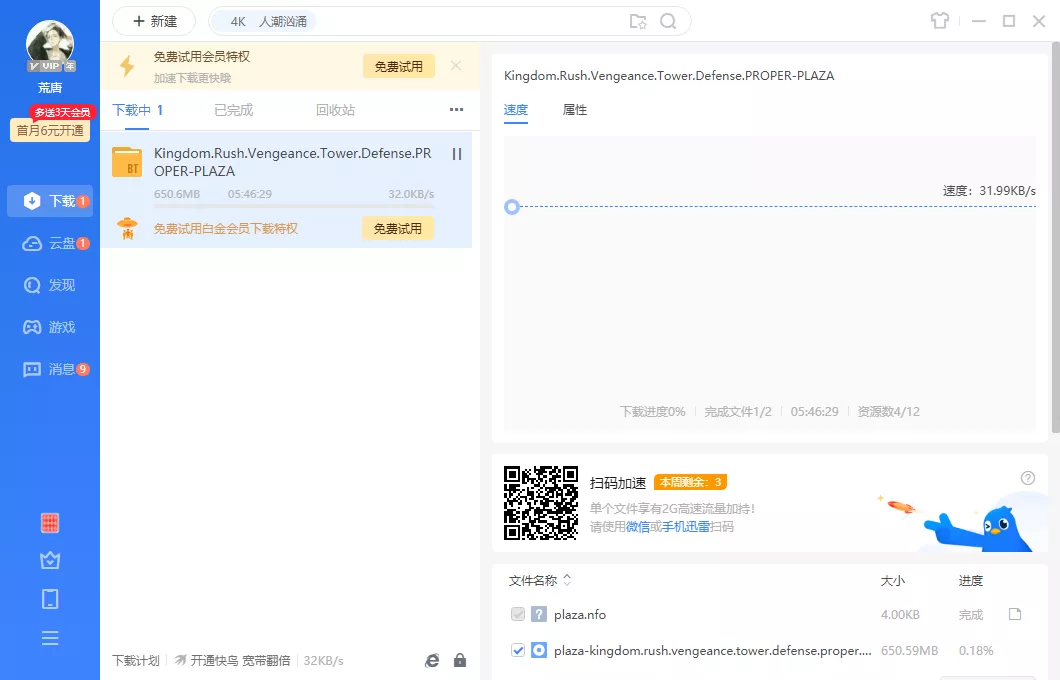 VIP 年
荒唐
多送3天会员
首月6元开通
下载 1
云盘 1
发现
游戏
消息 9
+ 新建
4K 人潮汹涌
免费试用会员特权
加速下载更快哦
免费试用
下载中 1
已完成
回收站
Kingdom.Rush.Vengeance.Tower.Defense.PR
OPER-PLAZA
BT
650.6MB 05:46:29 32.0KB/s
免费试用白金会员下载特权
免费试用
下载计划
开通快鸟 宽带翻倍
32KB/s
Kingdom.Rush.Vengeance.Tower.Defense.PROPER-PLAZA
速度
属性
速度：31.99KB/s
下载进度0% 完成文件1/2 05:46:29 资源数4/12
扫码加速 本周剩余：3
单个文件享有2G高速流量加持！
请使用微信或手机迅雷扫码
文件名称 大小 进度
plaza.nfo 4.00KB 完成
plaza-kingdom.rush.vengeance.tower.defense.proper.... 650.59MB 0.18%